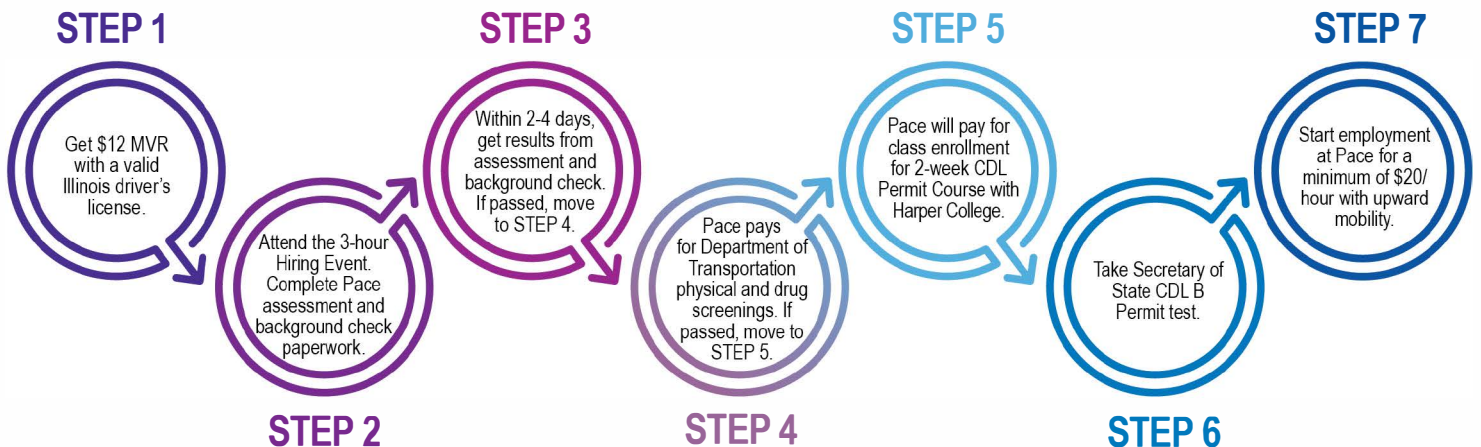 STEP 1
Get $12 MVR
with a valid
Illinois driver's
license.
Attend the 3-hour
Hiring Event.
Complete Pace
assessment and
background check
paperwork.
STEP 2
STEP 3
Within 2-4 days,
get results from
assessment and
background check.
If passed, move
to STEP 4.
Pace pays
for Department of
Transportation
physical and drug
screenings. If
passed, move to
STEP 5.
STEP 4
STEP 5
Pace will pay for
class enrollment
for 2-week CDL
Permit Course with
Harper College.
Take Secretary of
State CDL B
Permit test.
STEP 6
STEP 7
Start employment
at Pace for a
minimum of $20/
hour with upward
mobility.